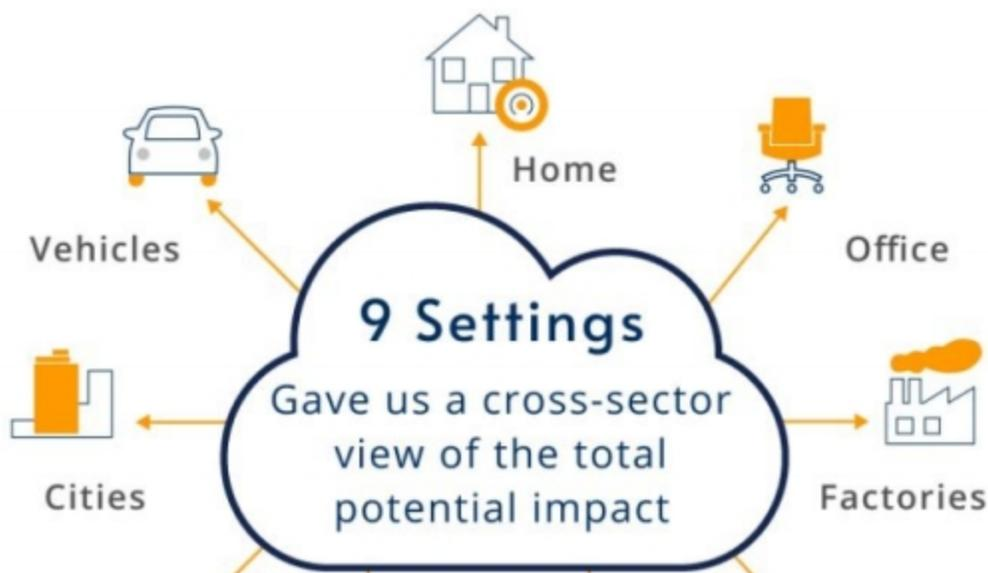 Home
Vehicles
Office
9 Settings
Gave us a cross-sector
view of the total
potential impact
Cities
Factories